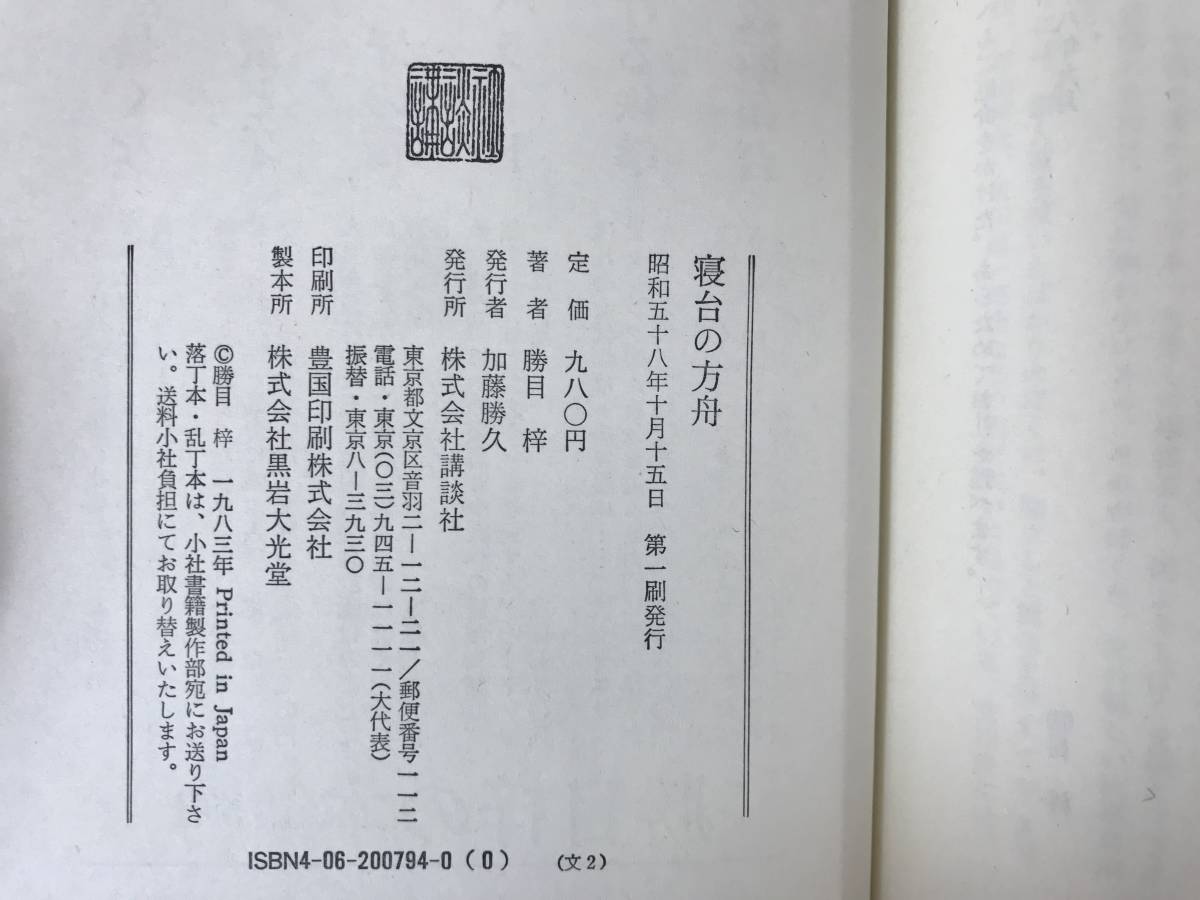 講談社
寝台の方舟
昭和五十八年十月十五日 第一刷発行
定価 九八〇円
著者 勝目 梓
発行者 加藤勝久
発行所 株式会社講談社
東京都文京区音羽二―一二―二一/郵便番号一一二
電話・東京(〇三)九四五―一一一一(大代表)
振替・東京八―三九三〇
印刷所 豊国印刷株式会社
製本所 株式会社黒岩大光堂
©勝目 梓 一九八三年 Printed in Japan
落丁本・乱丁本は、小社書籍製作部宛にお送り下さ
い。送料小社負担にてお取り替えいたします。
ISBN4-06-200794-0 (0) (文2)